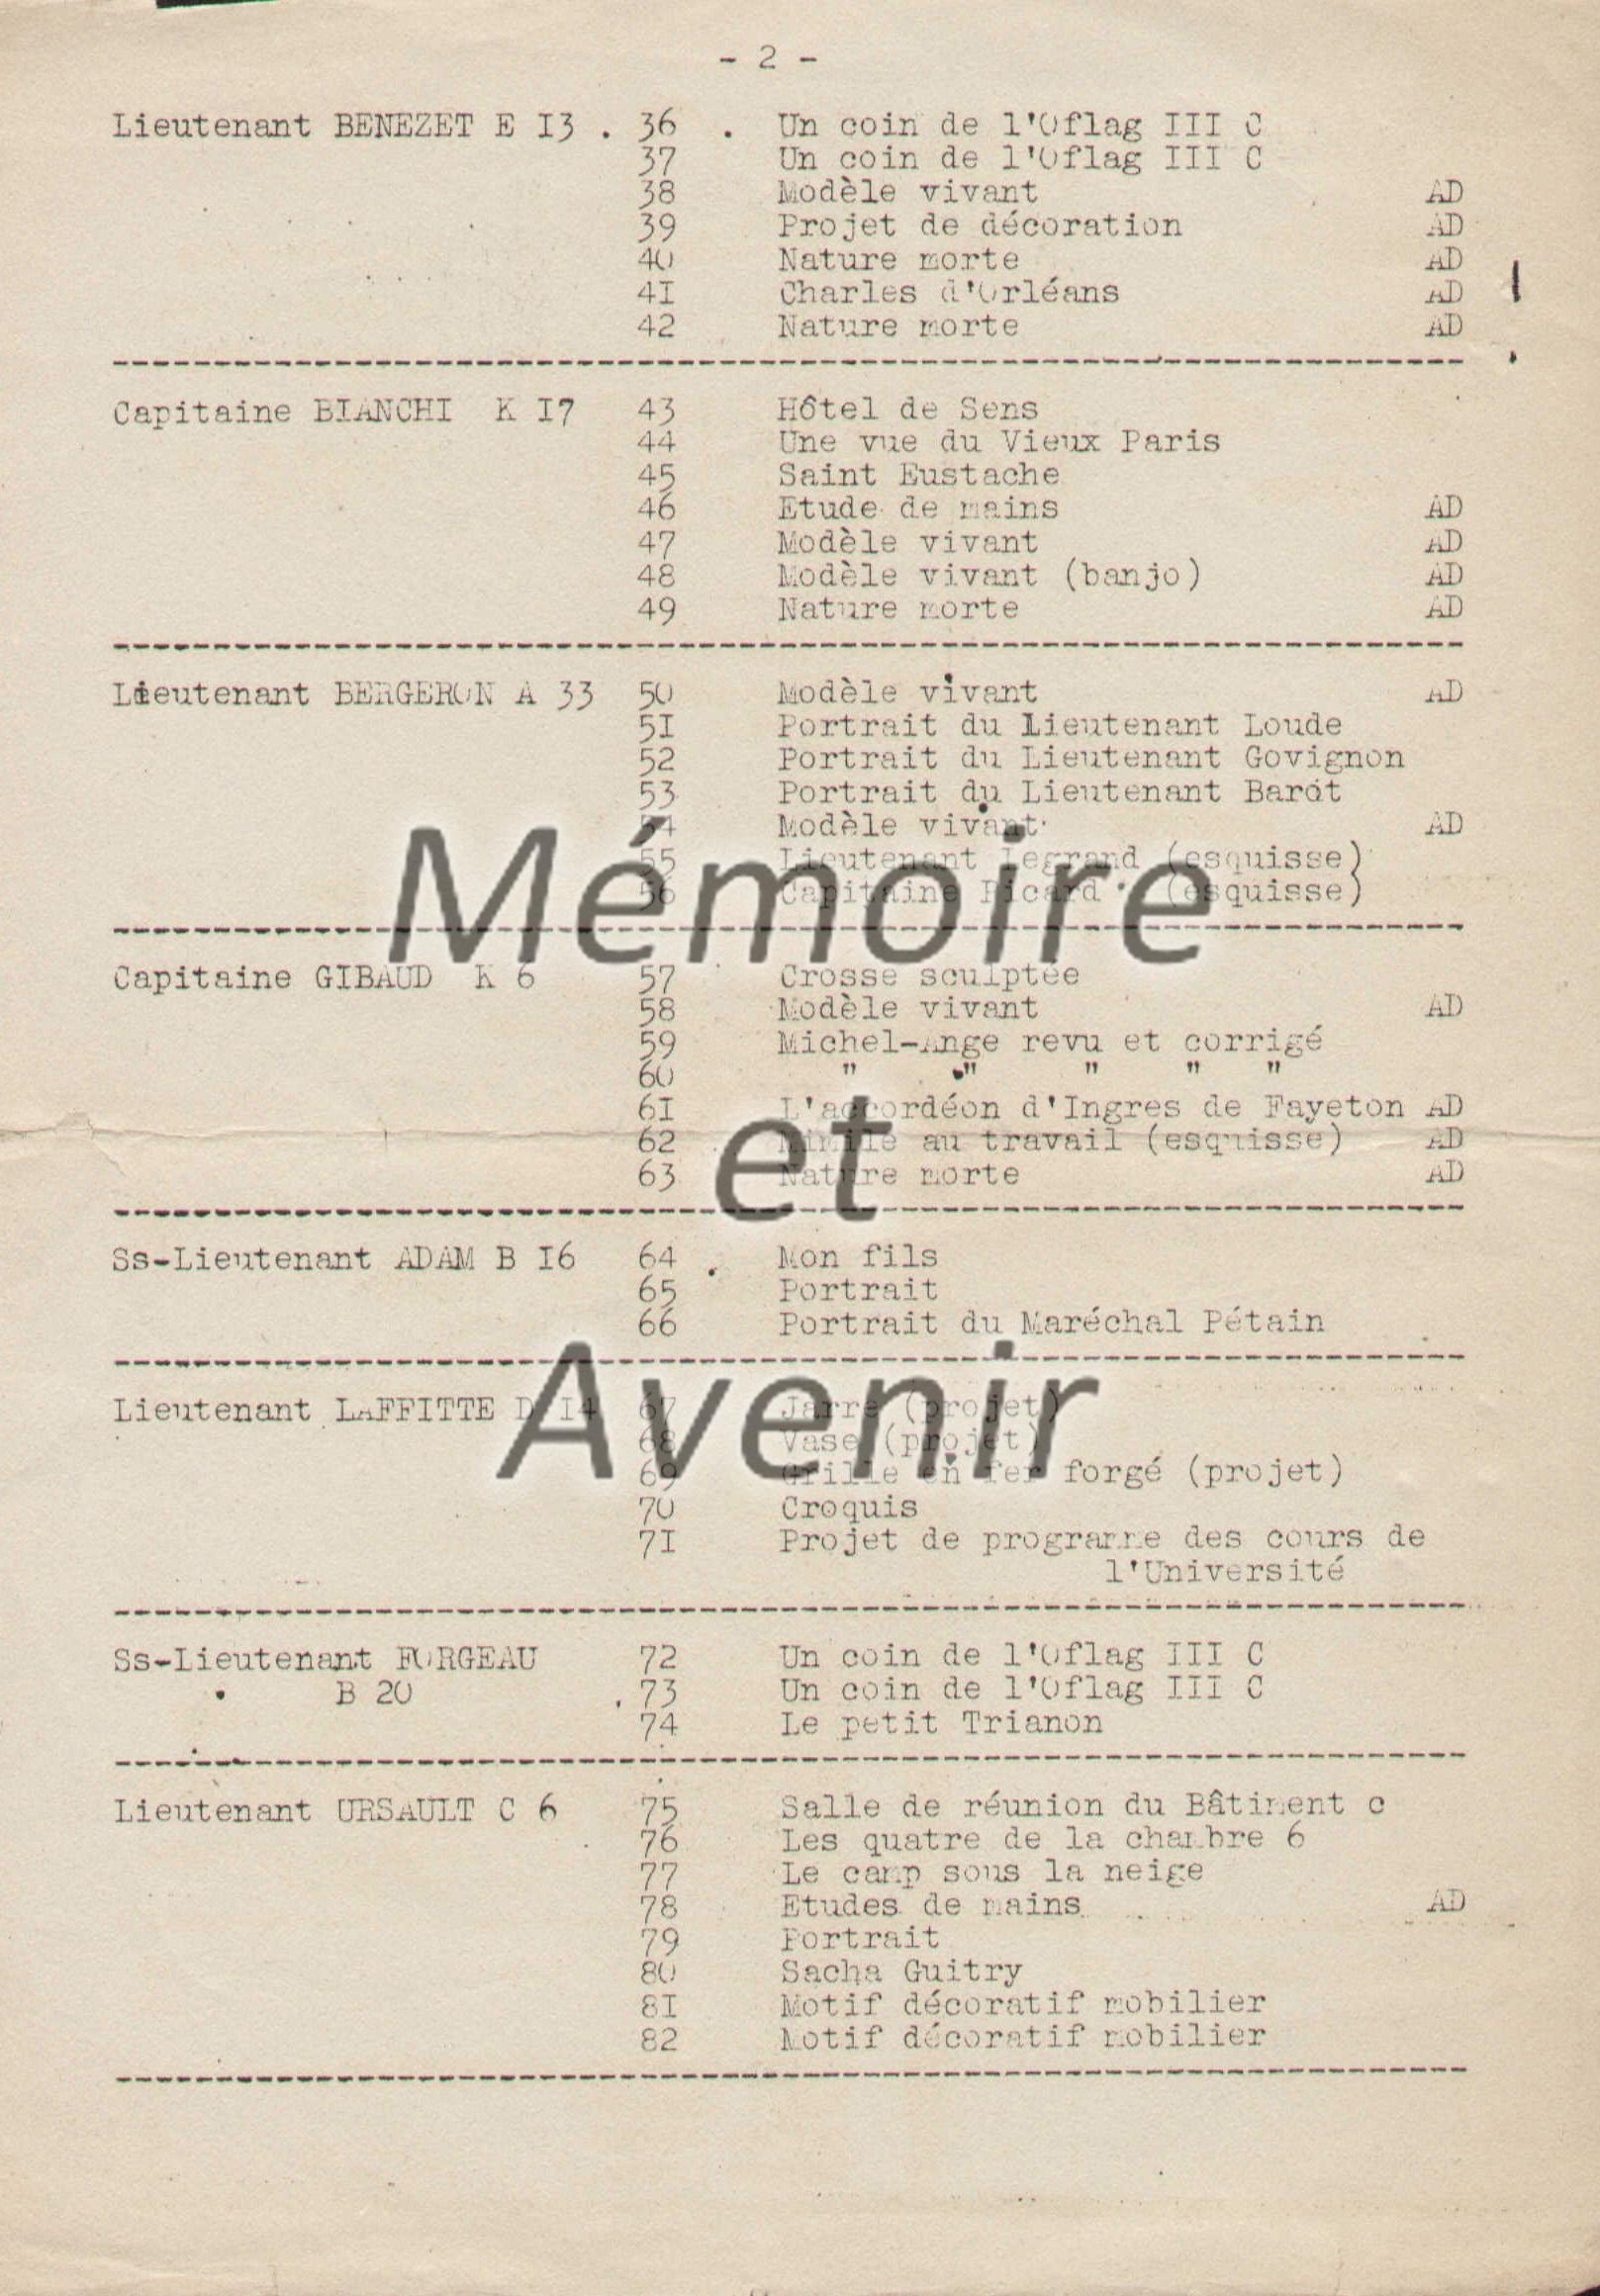 - 2 -
Lieutenant BENEZET E I3 . 36 . Un coin de l'Oflag III C
37 Un coin de l'Oflag III C
38 Modèle vivant AD
39 Projet de décoration AD
40 Nature morte AD
4I Charles d'Orléans AD
42 Nature morte AD
Capitaine BIANCHI K I7 43 Hôtel de Sens
44 Une vue du Vieux Paris
45 Saint Eustache
46 Etude de mains AD
47 Modèle vivant AD
48 Modèle vivant (banjo) AD
49 Nature morte AD
Lieutenant BERGERON A 33 50 Modèle vivant AD
5I Portrait du Lieutenant Loude
52 Portrait du Lieutenant Govignon
53 Portrait du Lieutenant Barát
54 Modèle vivant AD
55 Lieutenant Legrand (esquisse)
56 Capitaine Picard (esquisse)
Mémoire
Capitaine GIBAUD K 6 57 Crosse sculptée
58 Modèle vivant AD
59 Michel-Ange revu et corrigé
60 " " " " "
6I L'accordéon d'Ingres de Fayeton AD
62 au travail (esquisse) AD
et
63 Nature morte AD
Ss-Lieutenant ADAM B I6 64 . Mon fils
65 Portrait
66 Portrait du Maréchal Pétain
Lieutenant LAFFITTE D I4 67 Jarre (projet)
68 Vase (projet)
Avenir
69 Grille en fer forgé (projet)
70 Croquis
7I Projet de programme des cours de
l'Université
Ss-Lieutenant FORGEAU 72 Un coin de l'Oflag III C
B 20 73 Un coin de l'Oflag III C
74 Le petit Trianon
Lieutenant URSAULT C 6 75 Salle de réunion du Bâtiment c
76 Les quatre de la chambre 6
77 Le camp sous la neige
78 Etudes de mains AD
79 Portrait
80 Sacha Guitry
8I Motif décoratif mobilier
82 Motif décoratif mobilier